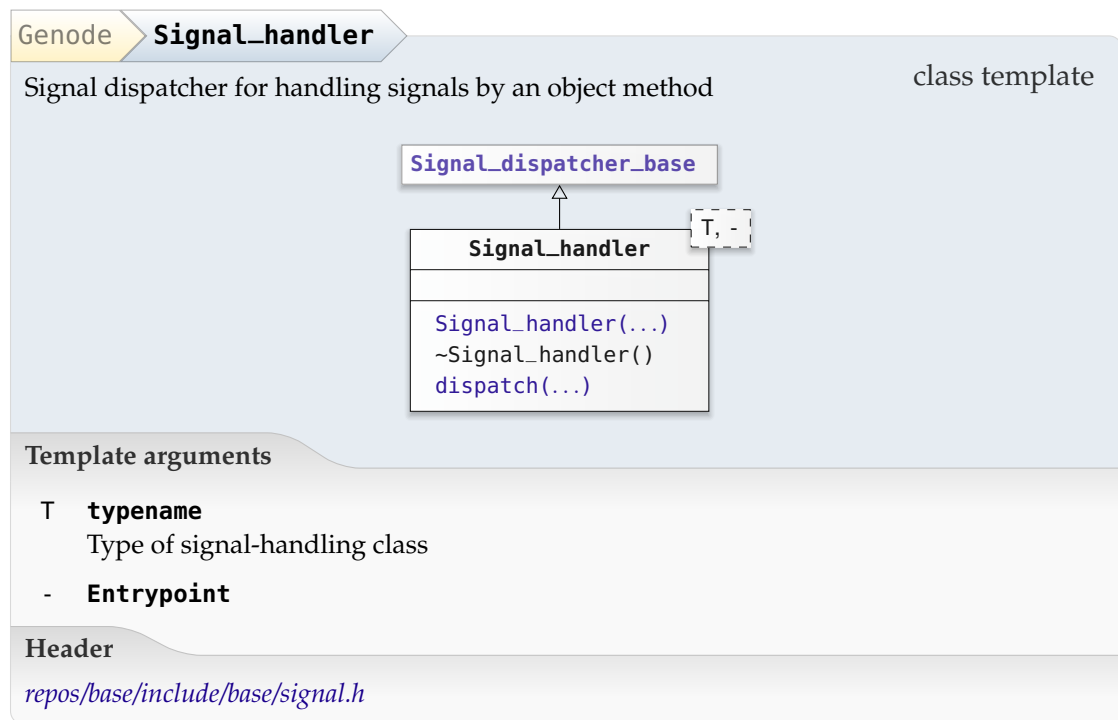 Genode Signal_handler
Signal dispatcher for handling signals by an object method
class template
Signal_dispatcher_base
T, -
Signal_handler
Signal_handler(...)
~Signal_handler()
dispatch(...)
Template arguments
T typename
Type of signal-handling class
- Entrypoint
Header
repos/base/include/base/signal.h